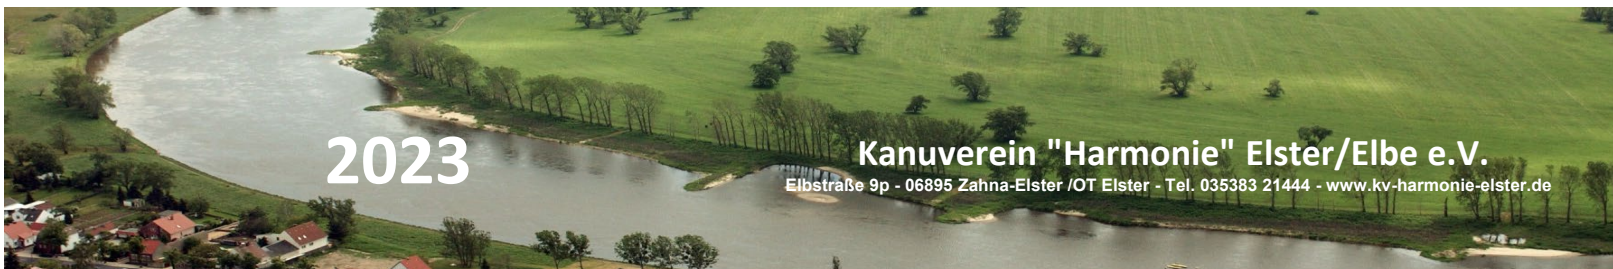 2023
Kanuverein "Harmonie" Elster/Elbe e.V.
Elbstraße 9p - 06895 Zahna-Elster /OT Elster - Tel. 035383 21444 - www.kv-harmonie-elster.de